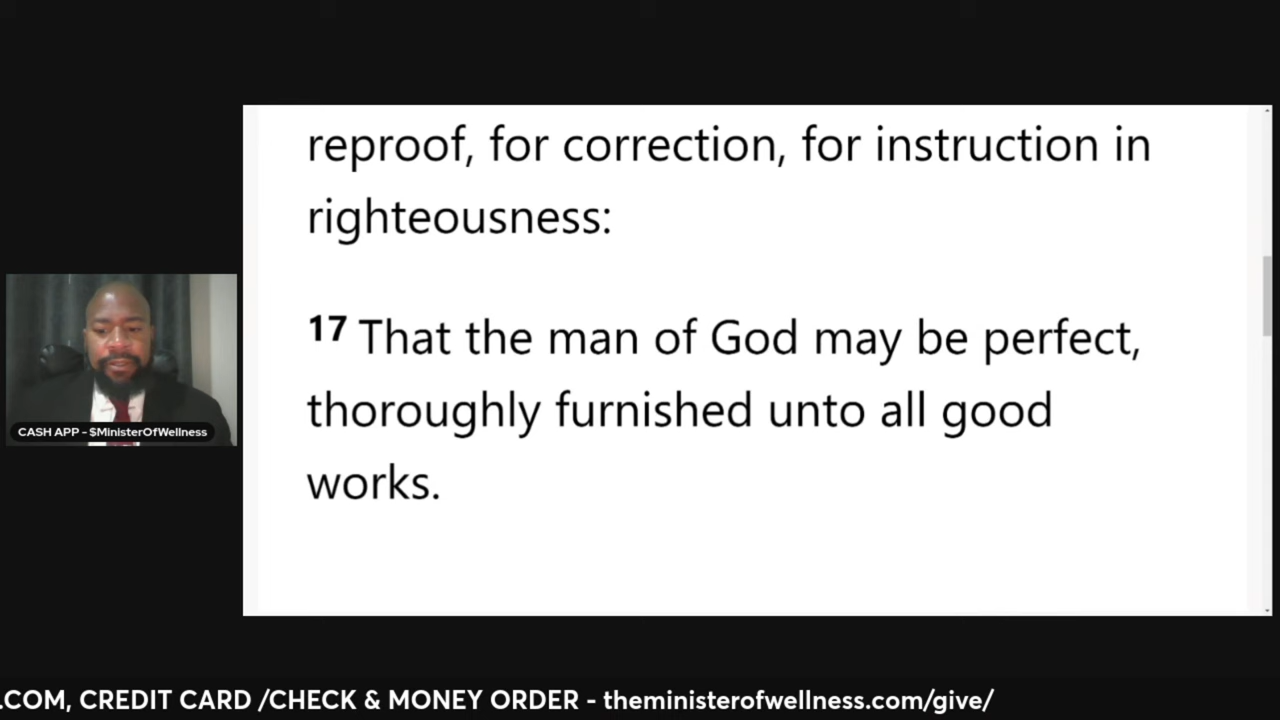 reproof, for correction, for instruction in
righteousness:
17 That the man of God may be perfect,
thoroughly furnished unto all good
works.
CASH APP - $MinisterOfWellness
.COM, CREDIT CARD /CHECK & MONEY ORDER - theministerofwellness.com/give/